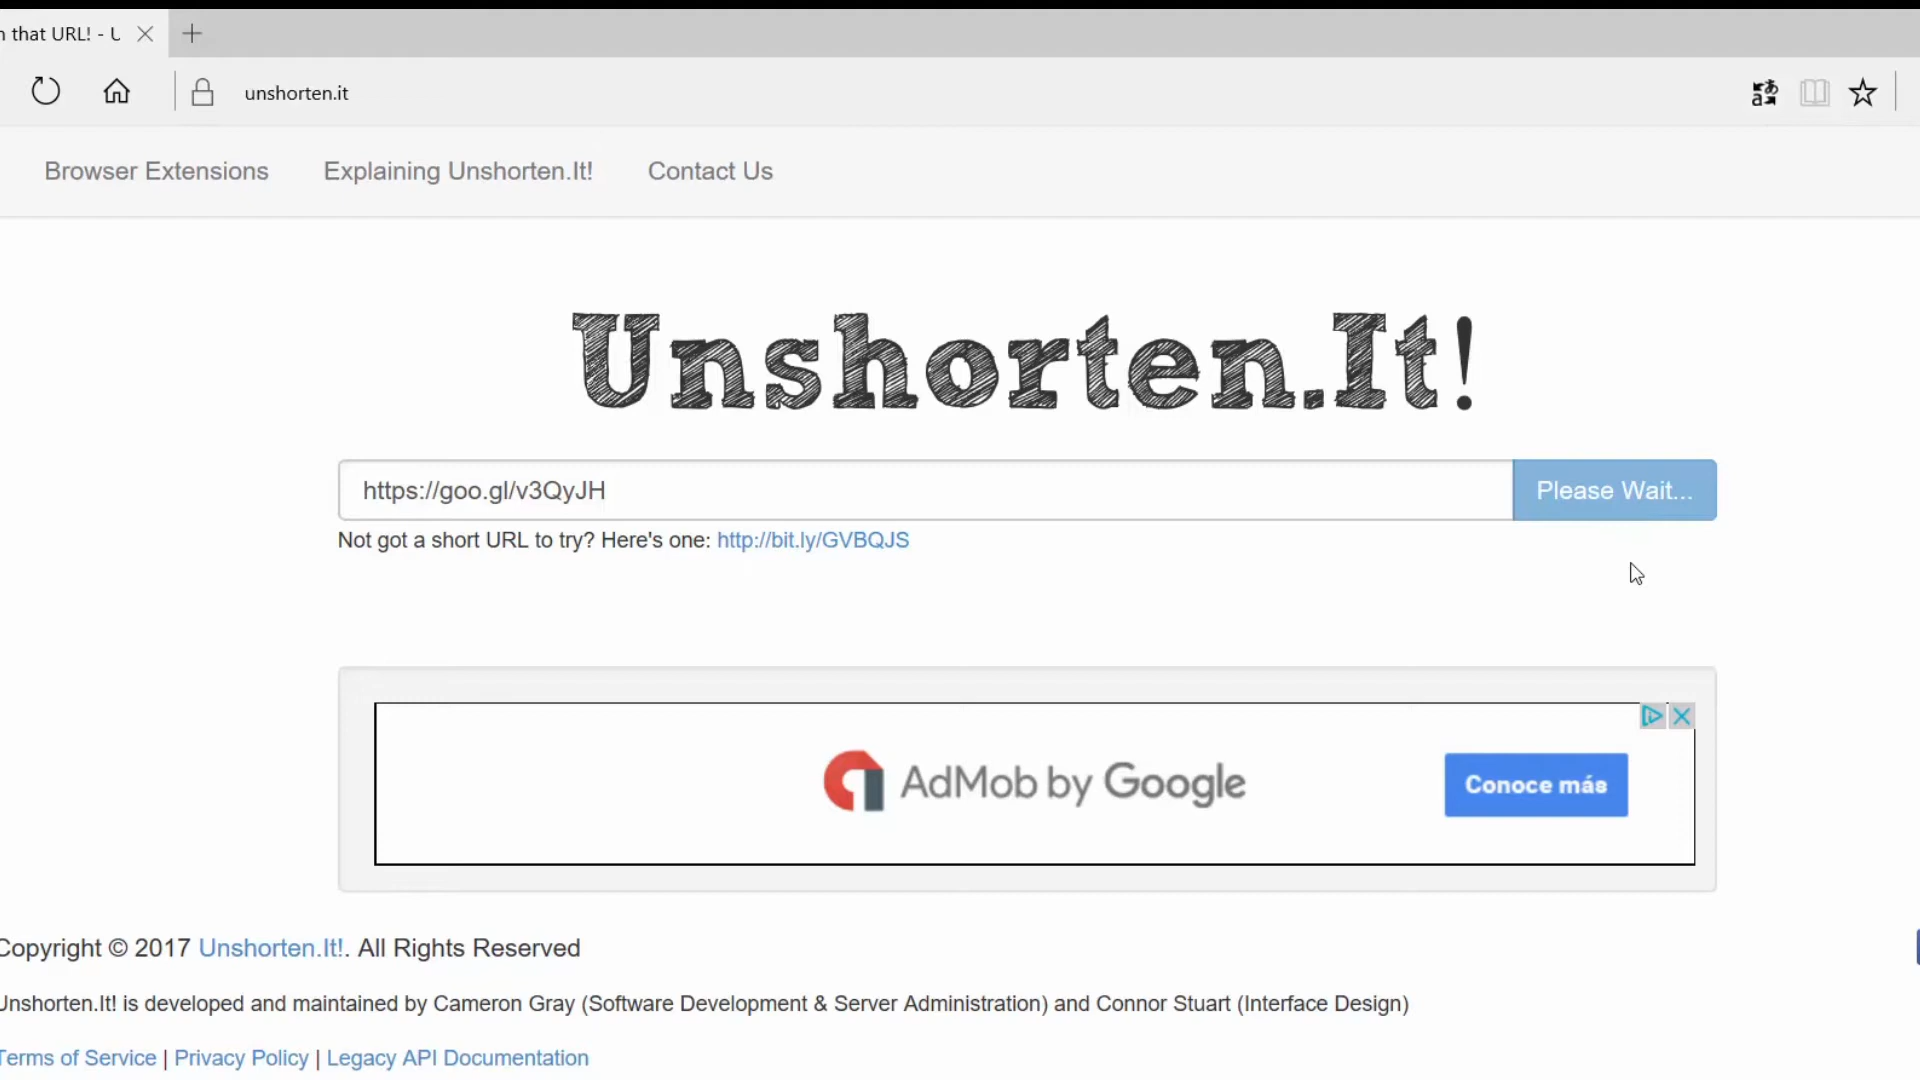 n that URL! - U
unshorten.it
Browser Extensions Explaining Unshorten.It! Contact Us
Unshorten.It!
https://goo.gl/v3QyJH Please Wait...
Not got a short URL to try? Here's one: http://bit.ly/GVBQJS
AdMob by Google Conoce más
Copyright © 2017 Unshorten.It!. All Rights Reserved
Unshorten.It! is developed and maintained by Cameron Gray (Software Development & Server Administration) and Connor Stuart (Interface Design)
Terms of Service | Privacy Policy | Legacy API Documentation